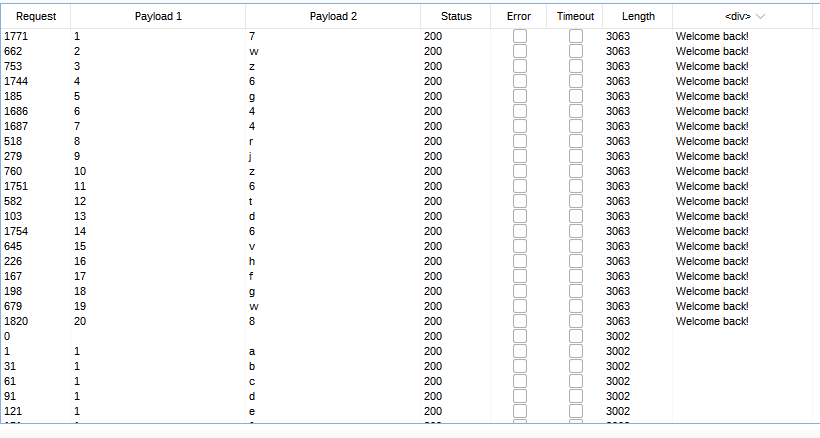 Request Payload 1 Payload 2 Status Error Timeout Length <div>
1771 1 7 200 3063 Welcome back!
662 2 w 200 3063 Welcome back!
753 3 z 200 3063 Welcome back!
1744 4 6 200 3063 Welcome back!
185 5 g 200 3063 Welcome back!
1686 6 4 200 3063 Welcome back!
1687 7 4 200 3063 Welcome back!
518 8 r 200 3063 Welcome back!
279 9 j 200 3063 Welcome back!
760 10 z 200 3063 Welcome back!
1751 11 6 200 3063 Welcome back!
582 12 t 200 3063 Welcome back!
103 13 d 200 3063 Welcome back!
1754 14 6 200 3063 Welcome back!
645 15 v 200 3063 Welcome back!
226 16 h 200 3063 Welcome back!
167 17 f 200 3063 Welcome back!
198 18 g 200 3063 Welcome back!
679 19 w 200 3063 Welcome back!
1820 20 8 200 3063 Welcome back!
0 200 3002
1 1 a 200 3002
31 1 b 200 3002
61 1 c 200 3002
91 1 d 200 3002
121 1 e 200 3002